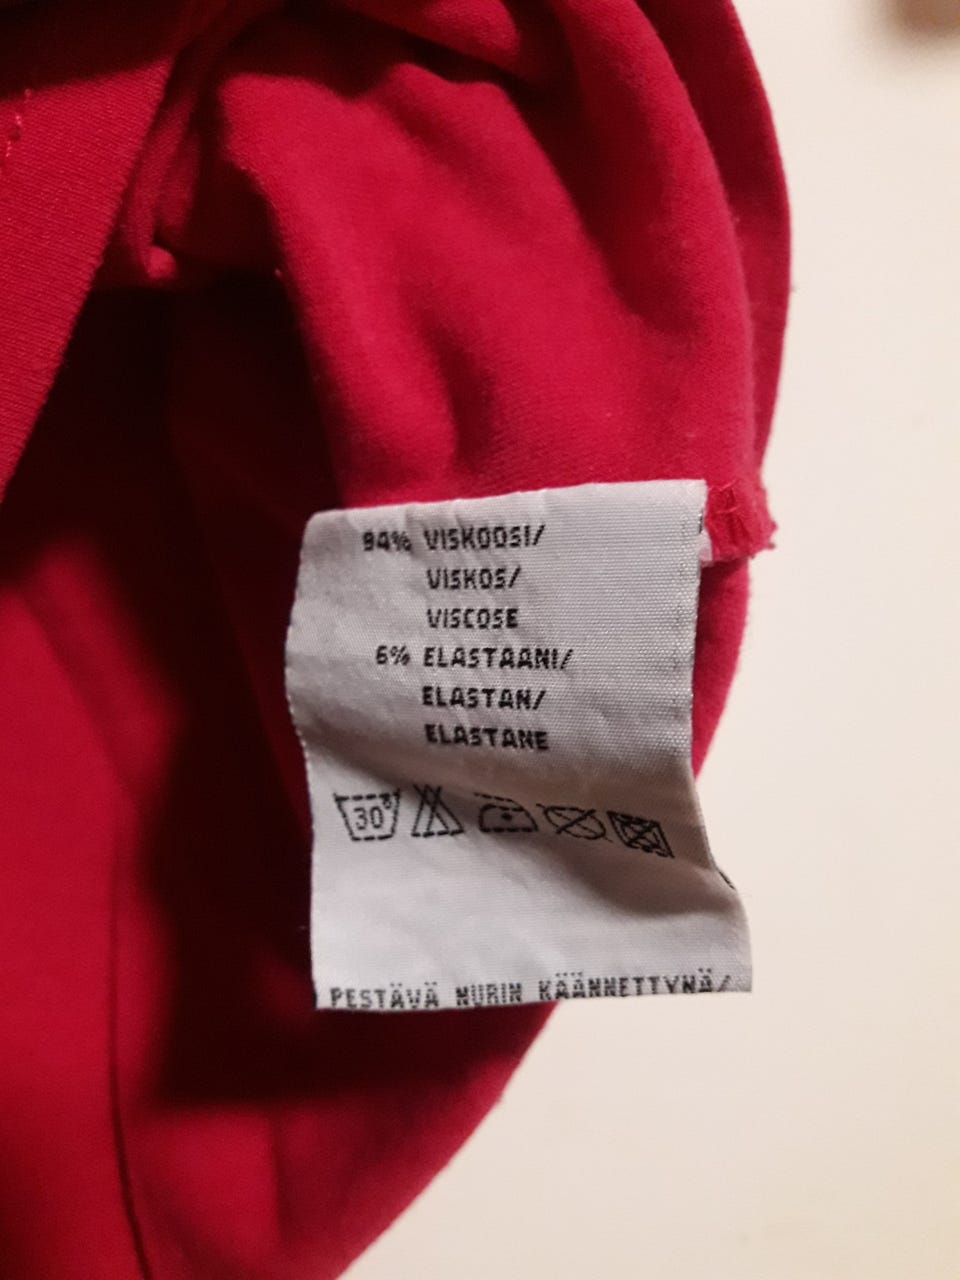 94% VISKOOSI/
VISKOS/
VISCOSE
6% ELASTAANI/
ELASTAN/
ELASTANE
30°
PESTÄVÄ NURIN KÄÄNNETTYNÄ/